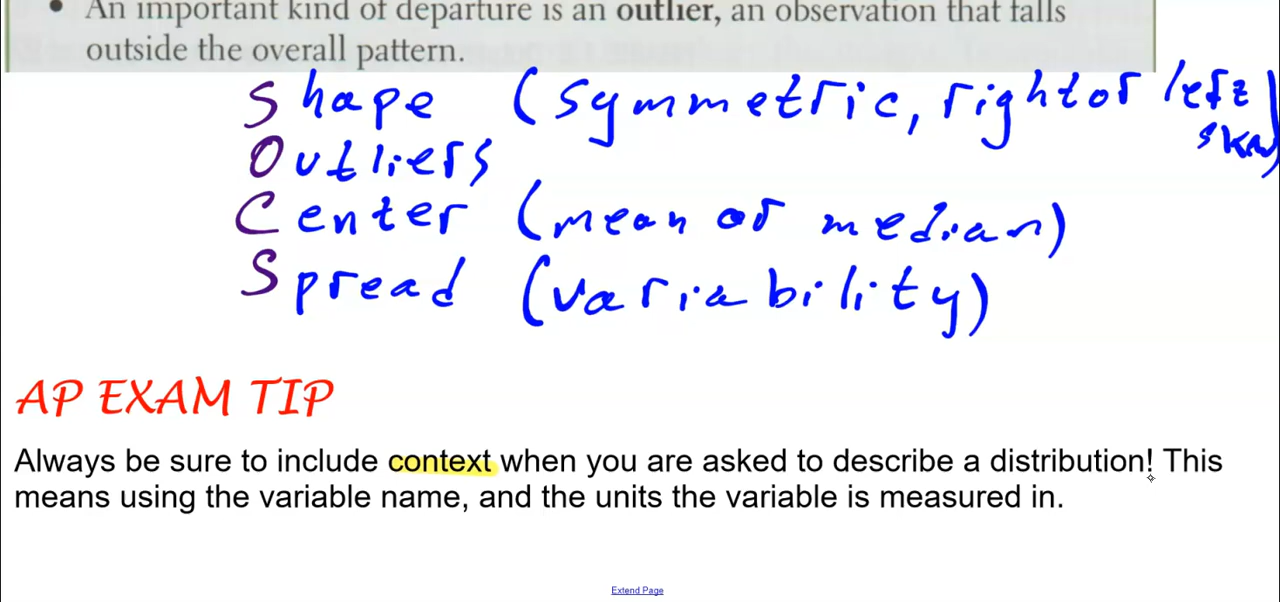 • An important kind of departure is an outlier, an observation that falls
outside the overall pattern.
Shape (symmetric, right or left
skew)
Outliers
Center (mean or median)
Spread (variability)
AP EXAM TIP
Always be sure to include context when you are asked to describe a distribution! This
means using the variable name, and the units the variable is measured in.
Extend Page